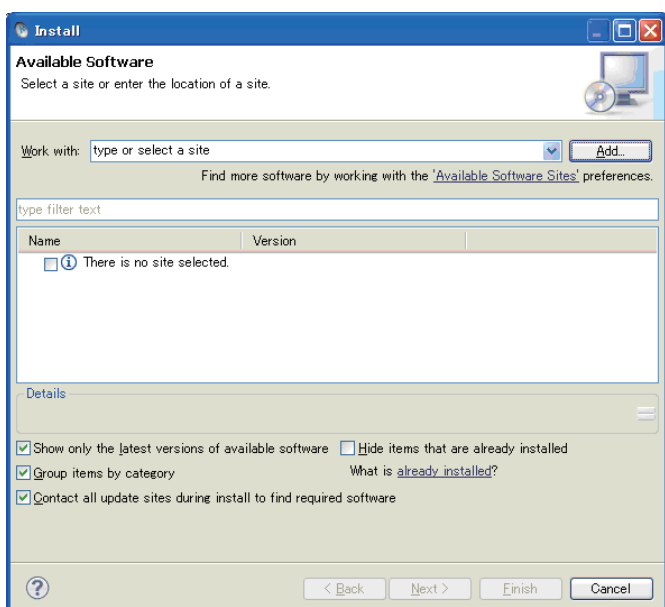 Install
Available Software
Select a site or enter the location of a site.
Work with: type or select a site Add...
Find more software by working with the 'Available Software Sites' preferences.
type filter text
Name Version
There is no site selected.
Details
Show only the latest versions of available software Hide items that are already installed
Group items by category What is already installed?
Contact all update sites during install to find required software
? < Back Next > Finish Cancel